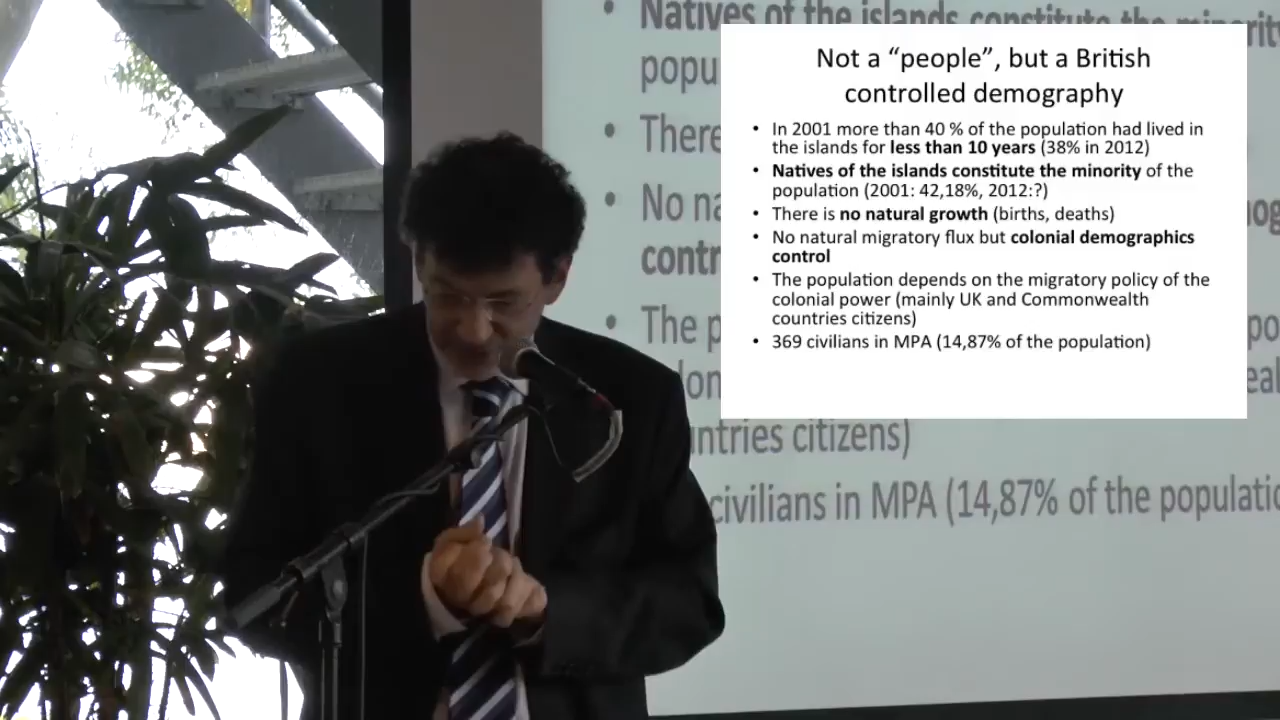 Natives of the islands constitute the
popu
There
No na
contr
The p
ntries citizens)
civilians in MPA (14,87% of the
Not a “people”, but a British
controlled demography
• In 2001 more than 40 % of the population had lived in
the islands for less than 10 years (38% in 2012)
• Natives of the islands constitute the minority of the
population (2001: 42,18%, 2012:?)
• There is no natural growth (births, deaths)
• No natural migratory flux but colonial demographics
control
• The population depends on the migratory policy of the
colonial power (mainly UK and Commonwealth
countries citizens)
• 369 civilians in MPA (14,87% of the population)